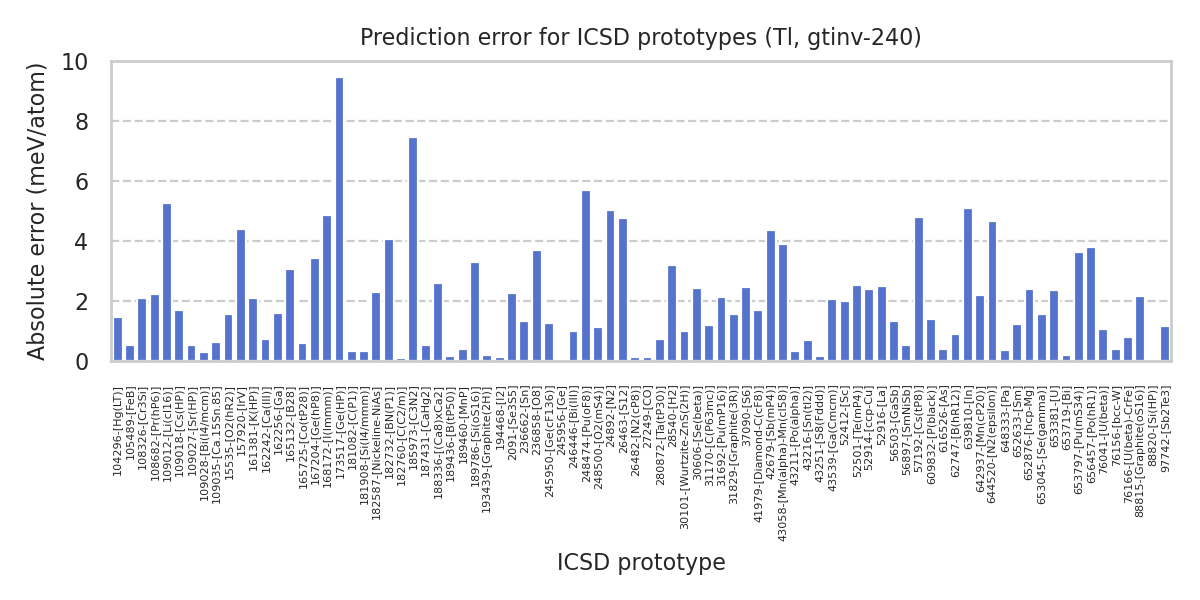 Prediction error for ICSD prototypes (Tl, gtinv-240)
Absolute error (meV/atom)
10
8
6
4
2
0
104296-[Hg(LT)]
105489-[FeB]
108326-[Cr3Si]
108682-[Pr(hP6)]
109012-[Li(cI16)]
109018-[Cs(HP)]
109027-[Sr(HP)]
109028-[Bi(I4/mcm)]
109035-[Ca.15Sn.85]
15535-[O2(hR2)]
157920-[IrV]
161381-[K(HP)]
162242-[Ca(III)]
162256-[Ga]
165132-[B28]
165725-[Co(tP28)]
167204-[Ge(hP8)]
168172-[I(Immm)]
173517-[Ge(HP)]
181082-[C(P1)]
181908-[Si(I4/mmm)]
182587-[Nickeline-NiAs]
182732-[BN(P1)]
182760-[C(C2/m)]
185973-[C3N2]
187431-[CaHg2]
188336-[(Ca8)xCa2]
189436-[B(tP50)]
189460-[MnP]
189786-[Si(oS16)]
193439-[Graphite(2H)]
194468-[I2]
2091-[Se3S5]
236662-[Sn]
236858-[O8]
245950-[Ge(cF136)]
245956-[Ge]
246446-[Bi(III)]
248474-[Pu(oF8)]
248500-[O2(mS4)]
24892-[N2]
26463-[S12]
26482-[N2(cP8)]
27249-[CO]
280872-[Ta(tP30)]
28540-[H2]
30101-[Wurtzite-ZnS(2H)]
30606-[Se(beta)]
31170-[C(P63mc)]
31692-[Pu(mP16)]
31829-[Graphite(3R)]
37090-[S6]
41979-[Diamond-C(cF8)]
42679-[Sb(mP4)]
43058-[Mn(alpha)-Mn(cI58)]
43211-[Po(alpha)]
43216-[Sn(tI2)]
43251-[S8(Fddd)]
43539-[Ga(Cmcm)]
52412-[Sc]
52501-[Te(mP4)]
52914-[fcc-Cu]
52916-[La]
56503-[GaSb]
56897-[SmNiSb]
57192-[Cs(tP8)]
609832-[P(black)]
616526-[As]
62747-[B(hR12)]
639810-[In]
642937-[Mn(cP20)]
644520-[N2(epsilon)]
648333-[Pa]
652633-[Sm]
652876-[hcp-Mg]
653045-[Se(gamma)]
653381-[U]
653719-[Bi]
653797-[Pu(mS34)]
656457-[Po(hR1)]
76041-[U(beta)]
76156-[bcc-W]
76166-[U(beta)-CrFe]
88815-[Graphite(oS16)]
88820-[Si(HP)]
97742-[Sb2Te3]
ICSD prototype